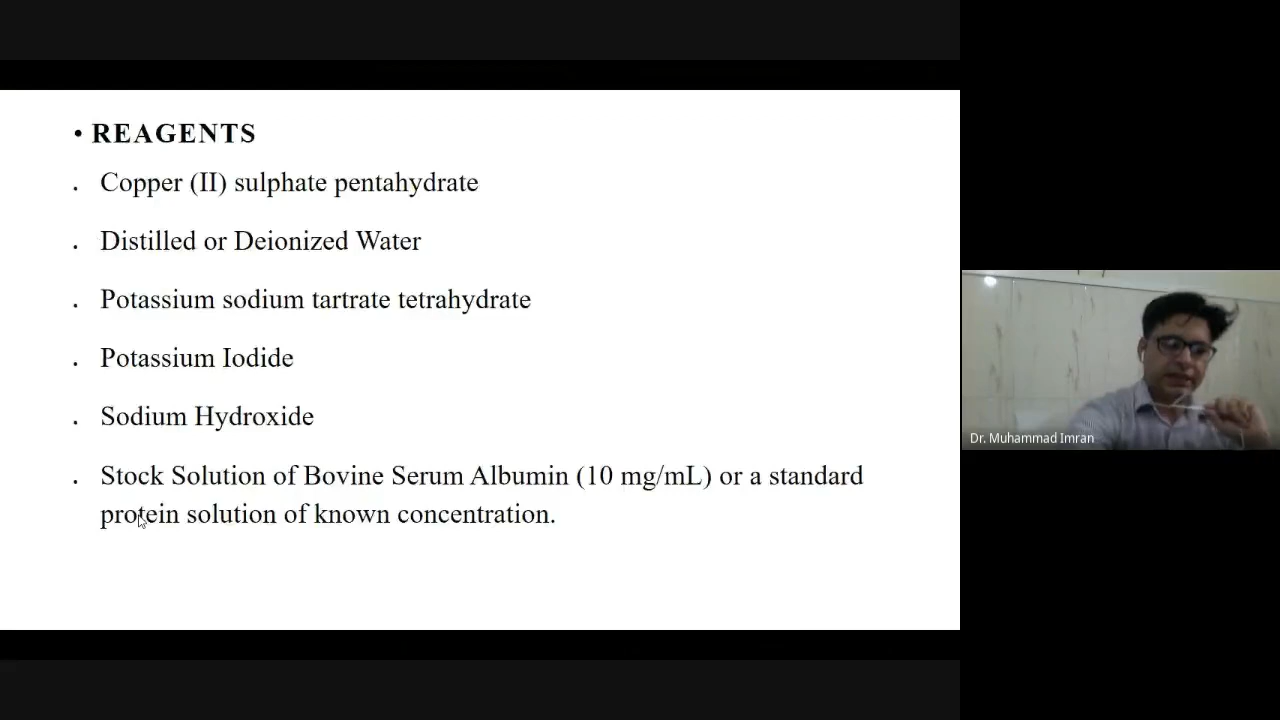 • REAGENTS
. Copper (II) sulphate pentahydrate
. Distilled or Deionized Water
. Potassium sodium tartrate tetrahydrate
. Potassium Iodide
. Sodium Hydroxide
. Stock Solution of Bovine Serum Albumin (10 mg/mL) or a standard
protein solution of known concentration.
Dr. Muhammad Imran